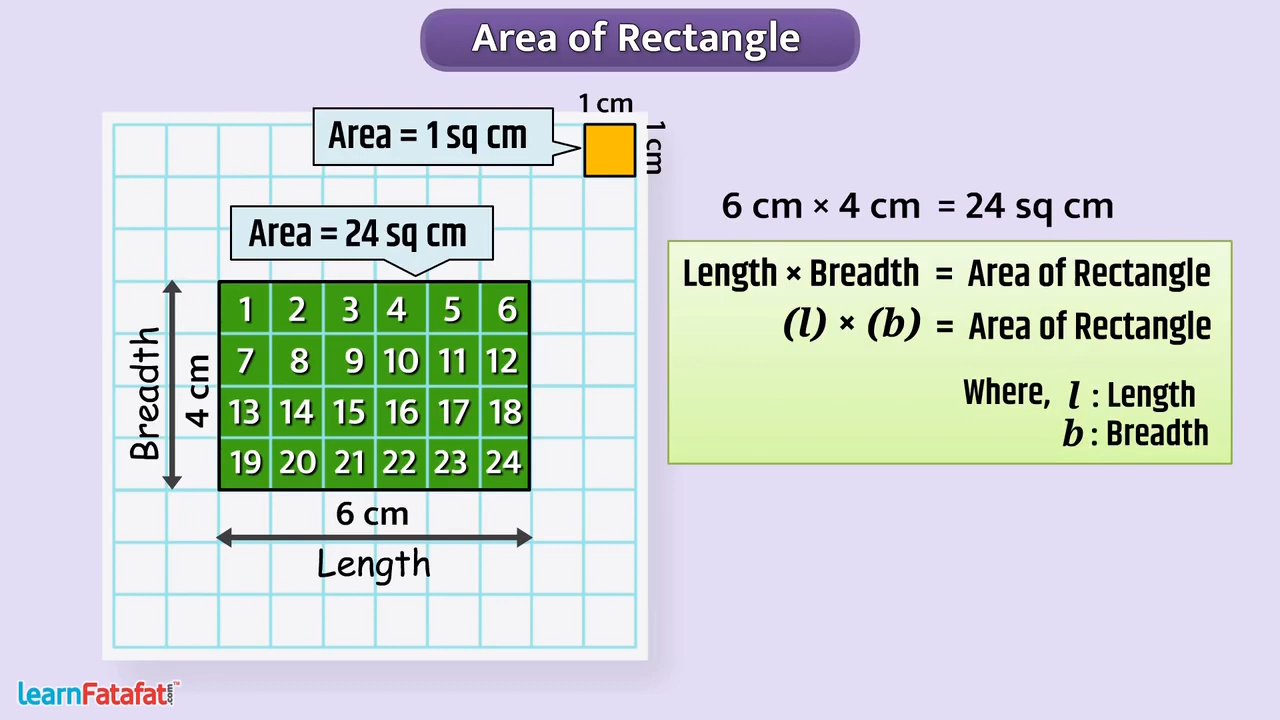 Area of Rectangle
1 cm
1 cm
Area = 1 sq cm
6 cm × 4 cm = 24 sq cm
Area = 24 sq cm
Length × Breadth = Area of Rectangle
(l) × (b) = Area of Rectangle
Where, l : Length
b : Breadth
Breadth
4 cm
1 2 3 4 5 6
7 8 9 10 11 12
13 14 15 16 17 18
19 20 21 22 23 24
6 cm
Length
learnFatafat.com™